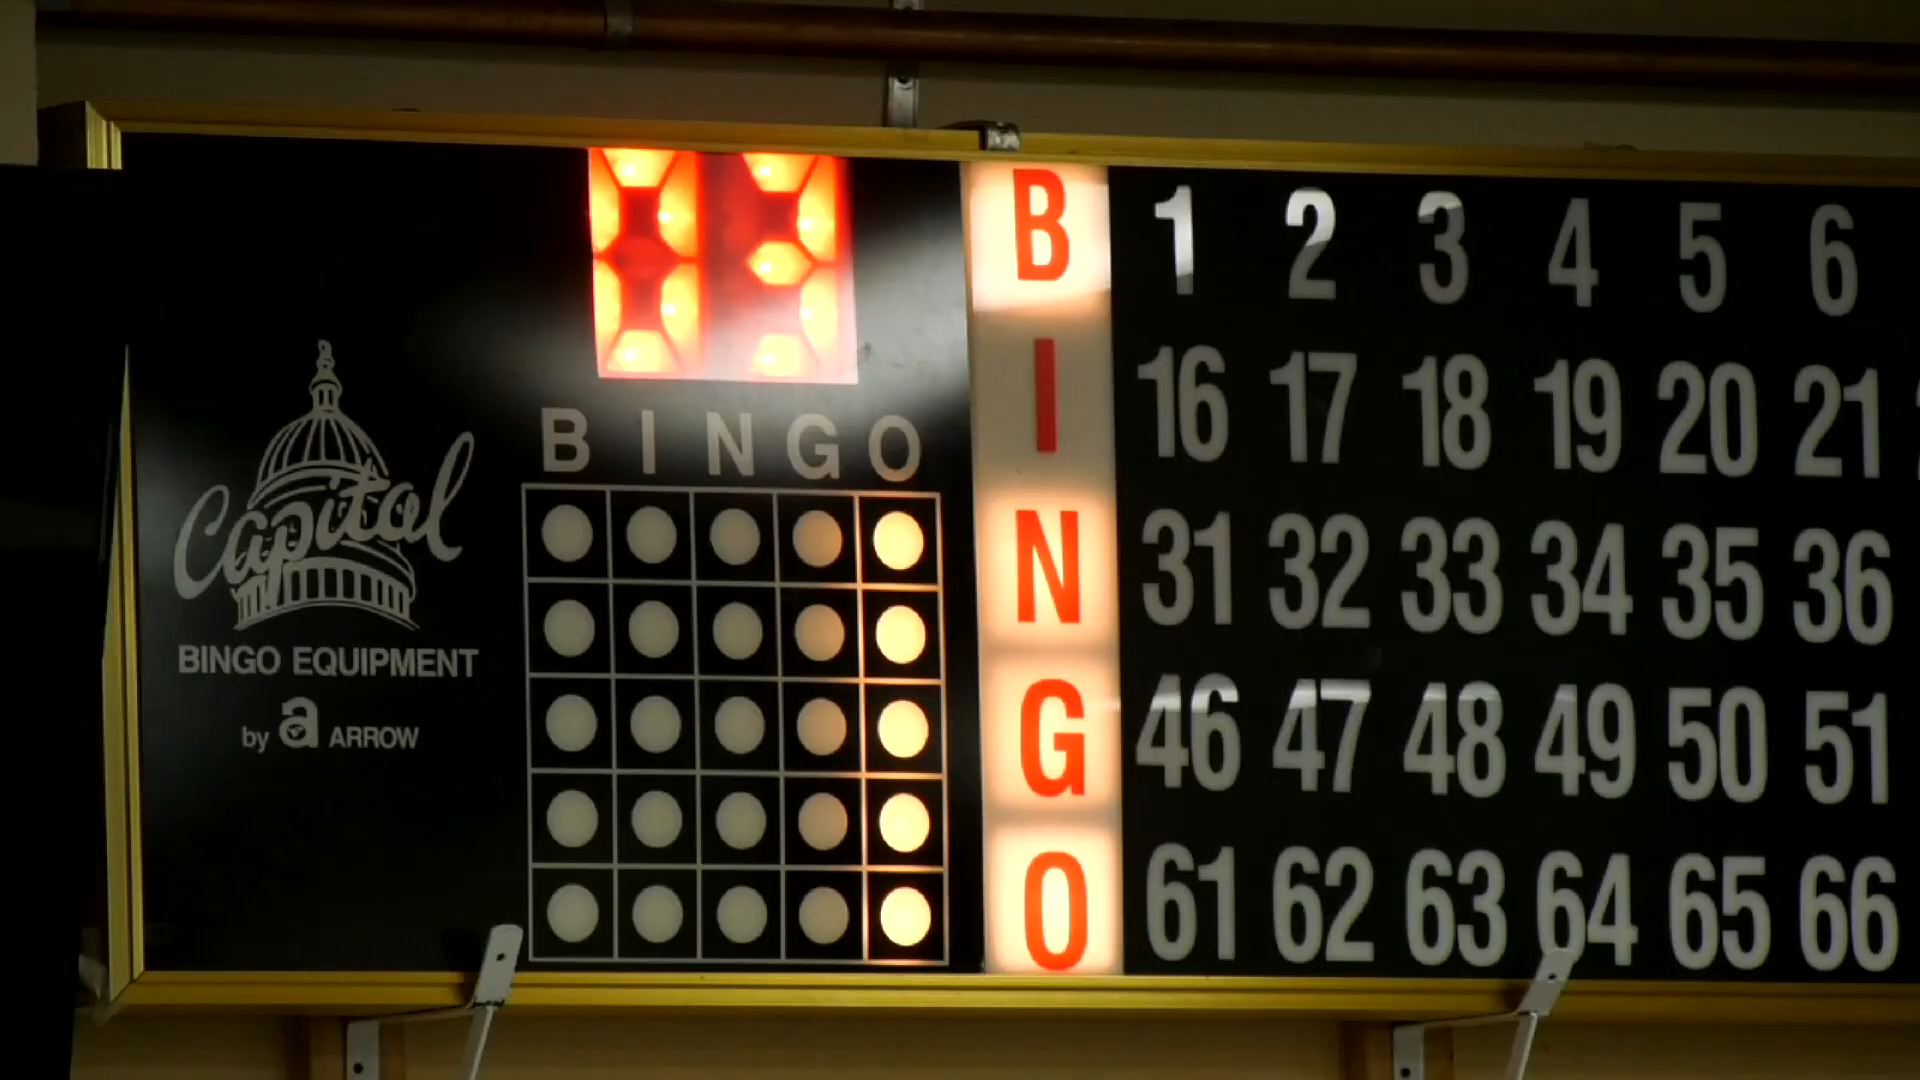 03
Capital
BINGO EQUIPMENT
by a ARROW
B I N G O
B 1 2 3 4 5 6
I 16 17 18 19 20 21
N 31 32 33 34 35 36
G 46 47 48 49 50 51
O 61 62 63 64 65 66